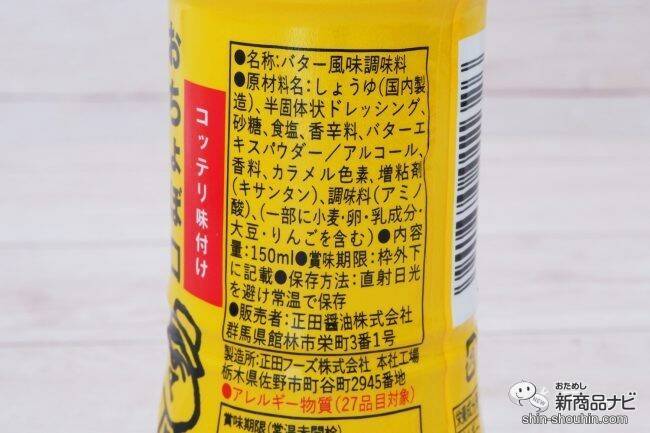 おちょぼ口
コッテリ味付け
●名称:バター風味調味料
●原材料名:しょうゆ(国内製
造)、半固体状ドレッシング、
砂糖、食塩、香辛料、バターエ
キスパウダー／アルコール、
香料、カラメル色素、増粘剤
(キサンタン)、調味料(アミノ
酸)、(一部に小麦・卵・乳成分・
大豆・りんごを含む)●内容
量:150ml●賞味期限:枠外下
に記載●保存方法:直射日光
を避け常温で保存
●販売者:正田醤油株式会社
群馬県館林市栄町3番1号
製造所:正田フーズ株式会社 本社工場
栃木県佐野市町谷町2945番地
●アレルギー物質(27品目対象)
賞味期限(常温未開栓)
おためし
新商品ナビ
shin-shouhin.com